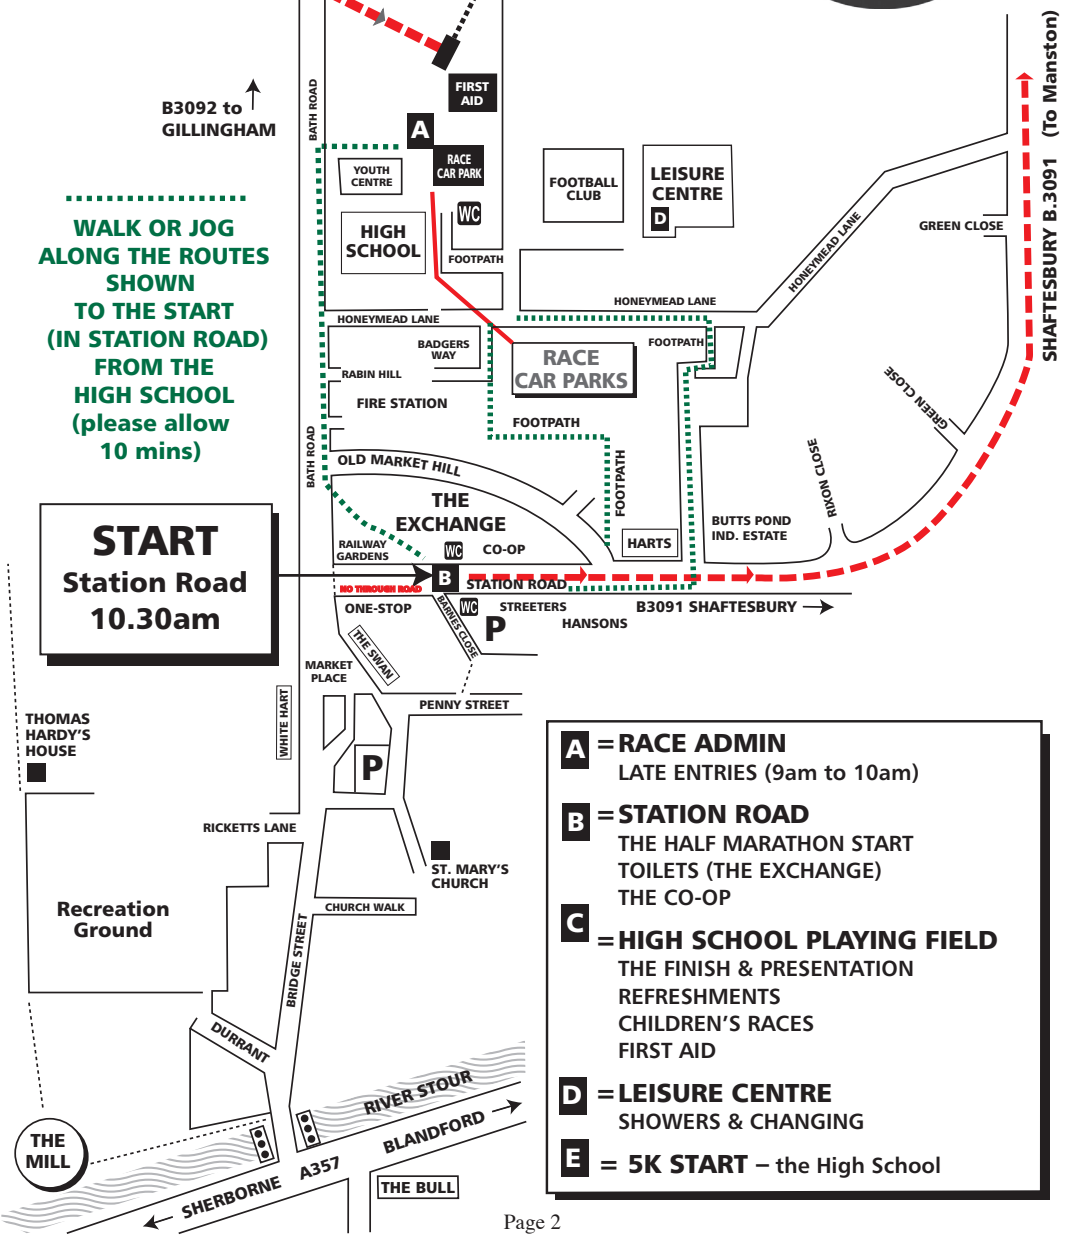 B3092 to
GILLINGHAM
BATH ROAD
FIRST
AID
A
RACE
CAR PARK
YOUTH
CENTRE
WC
HIGH
SCHOOL
FOOTPATH
FOOTBALL
CLUB
LEISURE
CENTRE
D
HONEYMEAD LANE
GREEN CLOSE
SHAFTESBURY B.3091 (To Manston)
WALK OR JOG
ALONG THE ROUTES
SHOWN
TO THE START
(IN STATION ROAD)
FROM THE
HIGH SCHOOL
(please allow
10 mins)
HONEYMEAD LANE
HONEYMEAD LANE
BADGERS
WAY
RABIN HILL
FIRE STATION
RACE
CAR PARKS
FOOTPATH
FOOTPATH
FOOTPATH
GREEN CLOSE
RIXON CLOSE
BATH ROAD
OLD MARKET HILL
THE
EXCHANGE
RAILWAY
GARDENS
WC
CO-OP
HARTS
BUTTS POND
IND. ESTATE
START
Station Road
10.30am
NO THROUGH ROAD
B
STATION ROAD
ONE-STOP
BARNES CLOSE
WC
STREETERS
P
HANSONS
B3091 SHAFTESBURY
THE SWAN
MARKET
PLACE
PENNY STREET
WHITE HART
P
THOMAS
HARDY'S
HOUSE
RICKETTS LANE
ST. MARY'S
CHURCH
CHURCH WALK
Recreation
Ground
BRIDGE STREET
DURRANT
RIVER STOUR
BLANDFORD
THE
MILL
SHERBORNE
A357
THE BULL
A = RACE ADMIN
LATE ENTRIES (9am to 10am)
B = STATION ROAD
THE HALF MARATHON START
TOILETS (THE EXCHANGE)
THE CO-OP
C = HIGH SCHOOL PLAYING FIELD
THE FINISH & PRESENTATION
REFRESHMENTS
CHILDREN'S RACES
FIRST AID
D = LEISURE CENTRE
SHOWERS & CHANGING
E = 5K START – the High School
Page 2